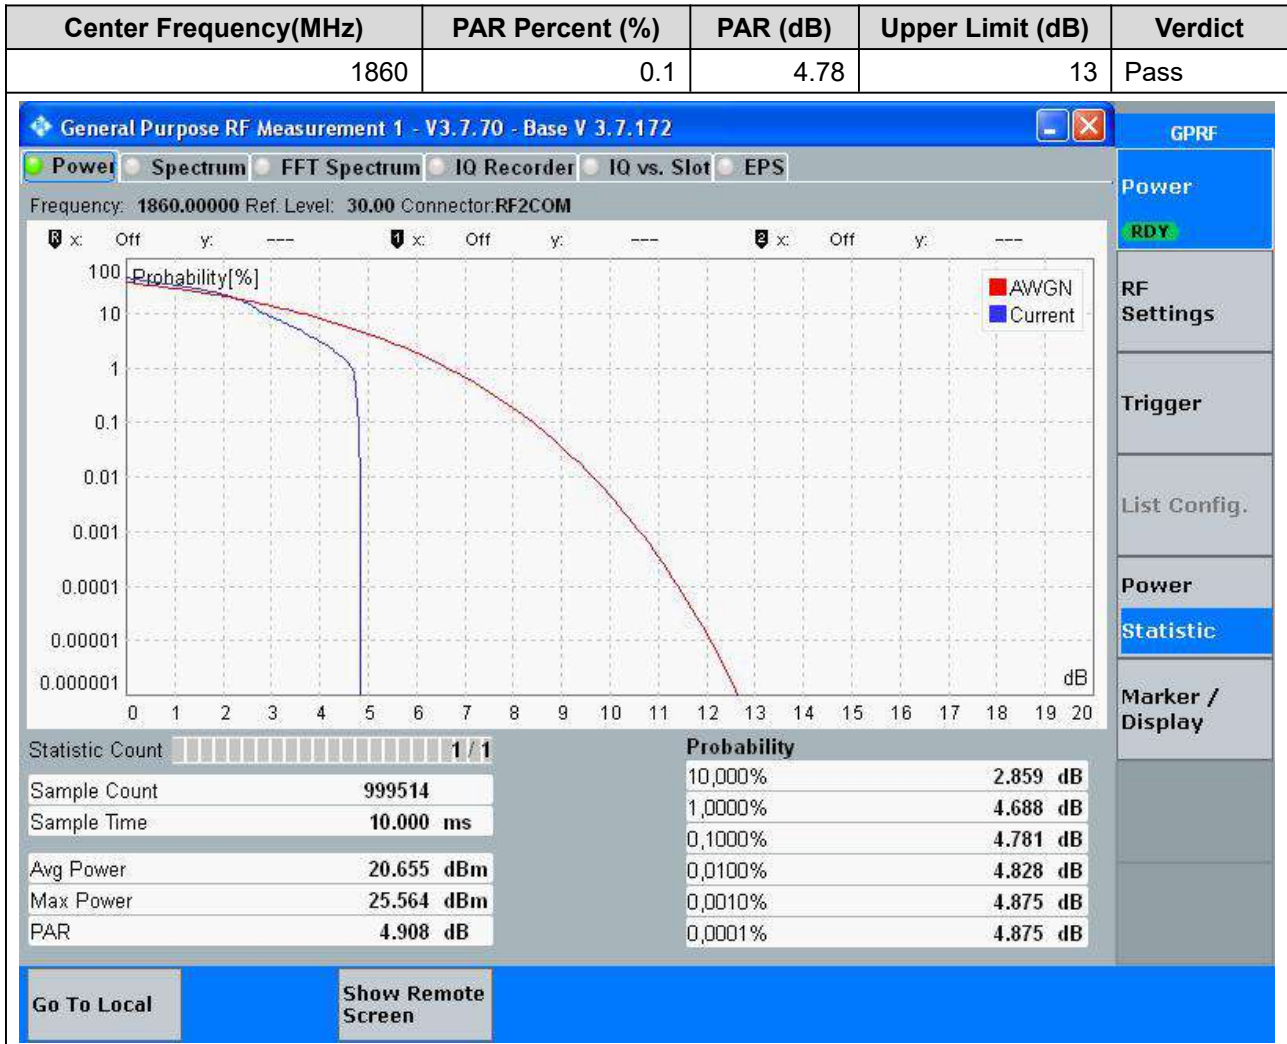 Center Frequency(MHz) PAR Percent (%) PAR (dB) Upper Limit (dB) Verdict
1860 0.1 4.78 13 Pass
General Purpose RF Measurement 1 - V3.7.70 - Base V 3.7.172
GPRF
Power Spectrum FFT Spectrum IQ Recorder IQ vs. Slot EPS
Frequency: 1860.00000 Ref. Level: 30.00 Connector:RF2COM
R x: Off y: --- 1 x: Off y: --- 2 x: Off y: ---
Probability[%]
AWGN
Current
100
10
1
0.1
0.01
0.001
0.0001
0.00001
0.000001
dB
0 1 2 3 4 5 6 7 8 9 10 11 12 13 14 15 16 17 18 19 20
Statistic Count 1 / 1
Sample Count 999514
Sample Time 10.000 ms
Avg Power 20.655 dBm
Max Power 25.564 dBm
PAR 4.908 dB
Probability
10,000% 2.859 dB
1,0000% 4.688 dB
0,1000% 4.781 dB
0,0100% 4.828 dB
0,0010% 4.875 dB
0,0001% 4.875 dB
Power
RDY
RF
Settings
Trigger
List Config.
Power
Statistic
Marker /
Display
Go To Local
Show Remote
Screen